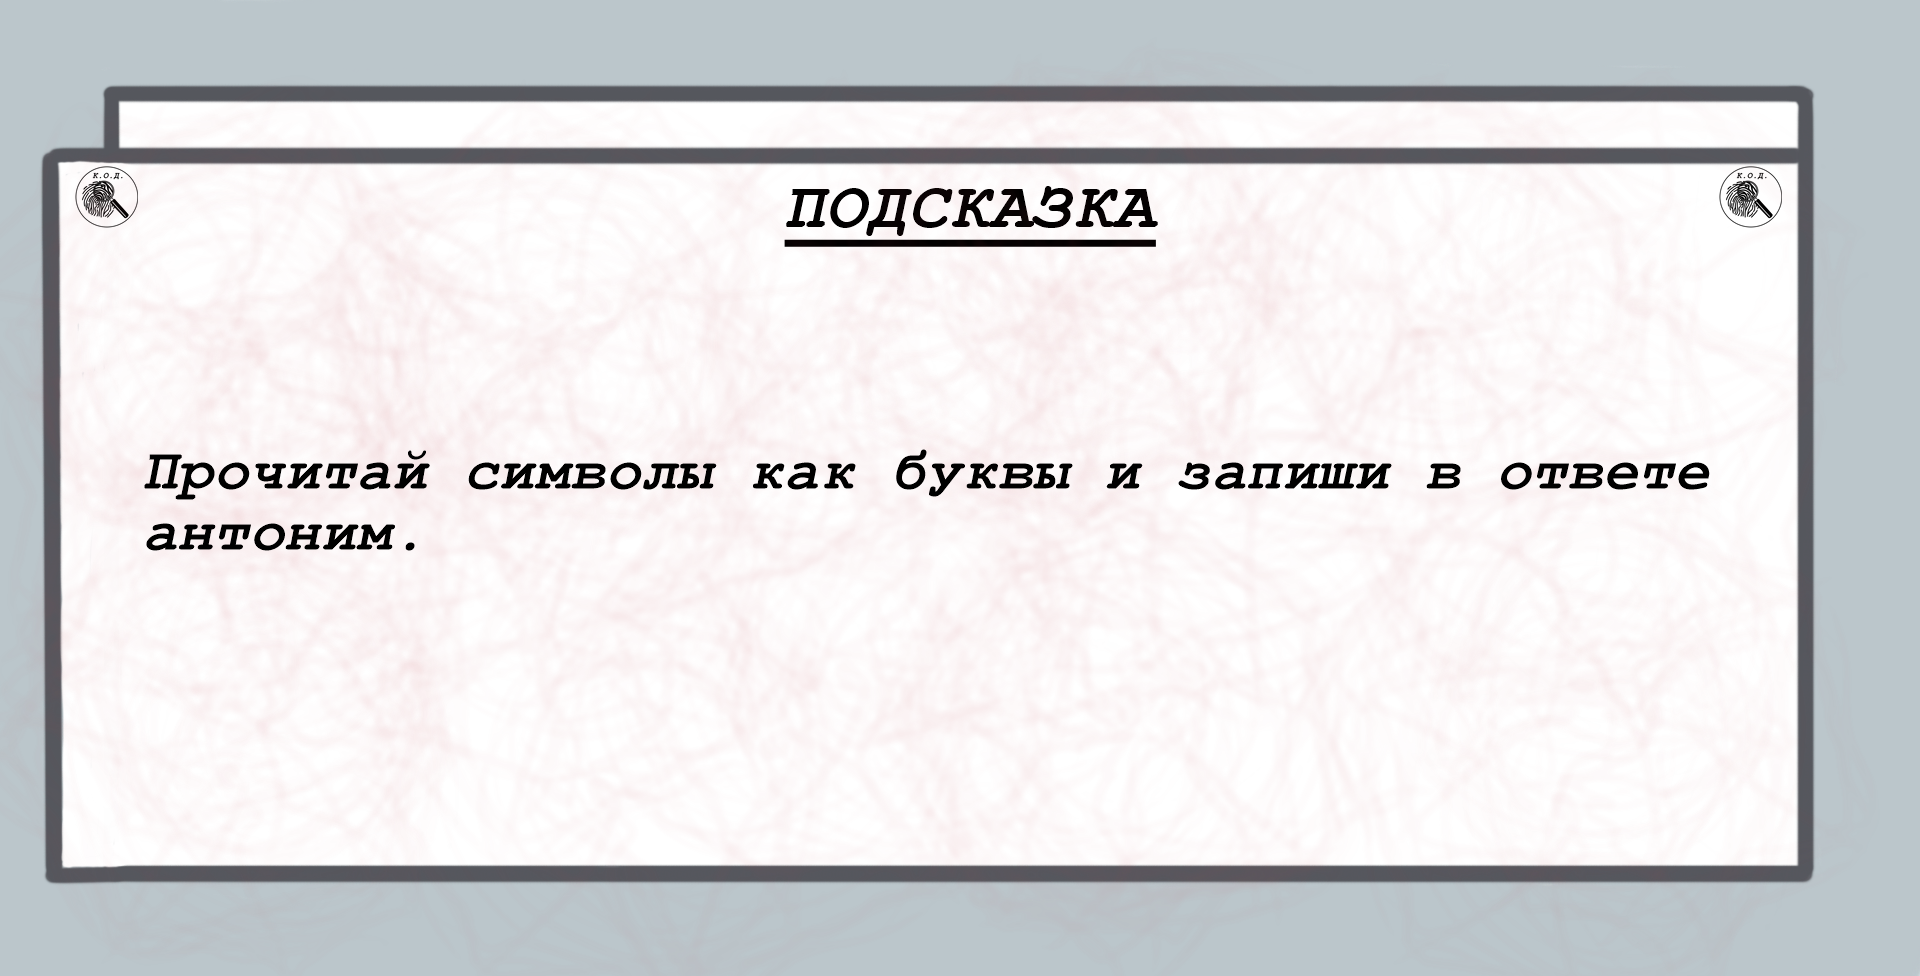 К.О.Д.
К.О.Д.
ПОДСКАЗКА
Прочитай символы как буквы и запиши в ответе
антоним.